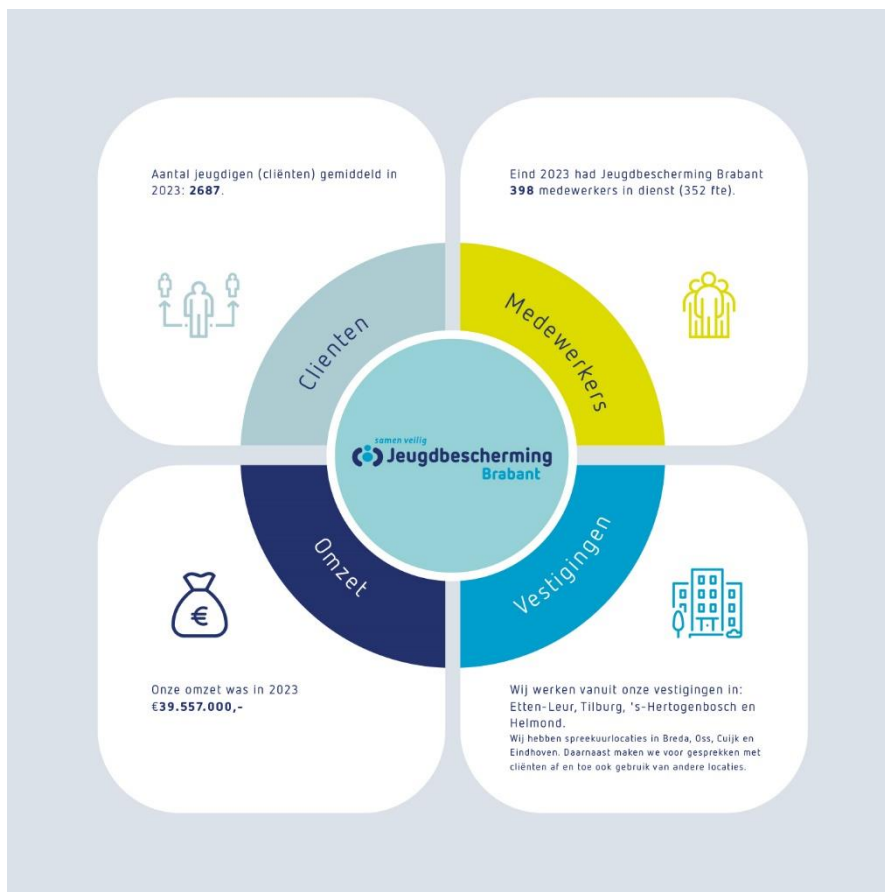 Aantal jeugdigen (cliënten) gemiddeld in
2023: 2687.
Eind 2023 had Jeugdbescherming Brabant
398 medewerkers in dienst (352 fte).
Clienten
Medewerkers
samen veilig
Jeugdbescherming
Brabant
Omzet
Vestigingen
€
Onze omzet was in 2023
€39.557.000,-
Wij werken vanuit onze vestigingen in:
Etten-Leur, Tilburg, 's-Hertogenbosch en
Helmond.
Wij hebben spreekuurlocaties in Breda, Oss, Cuijk en
Eindhoven. Daarnaast maken we voor gesprekken met
cliënten af en toe ook gebruik van andere locaties.